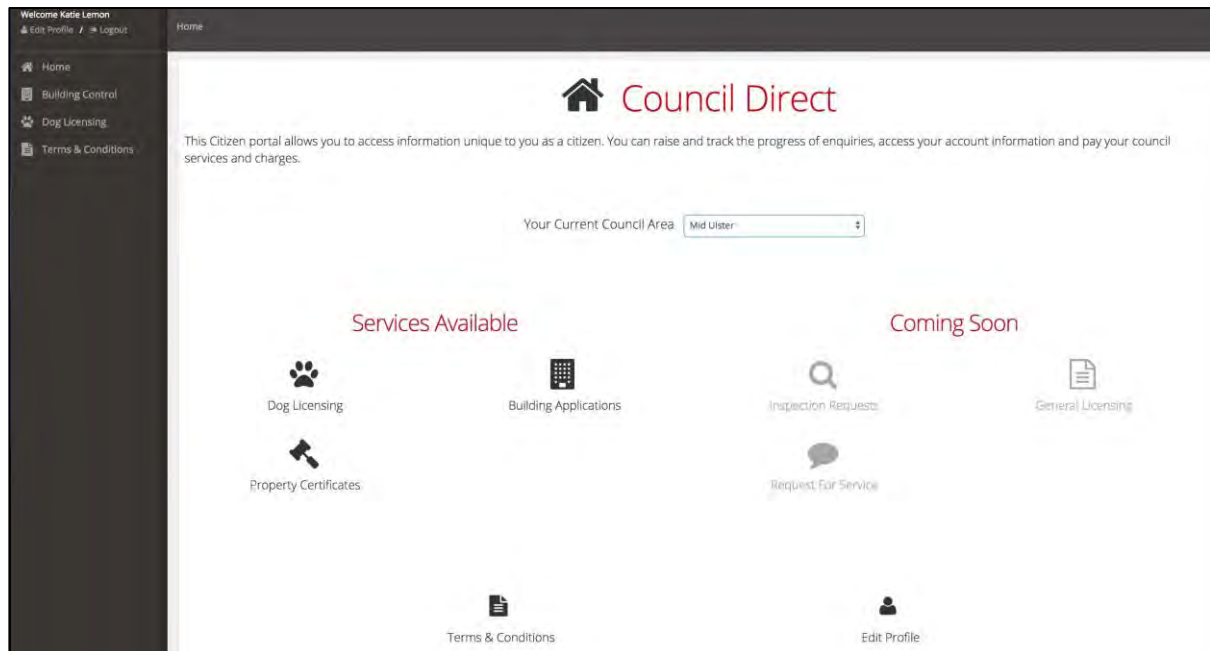 Welcome Katie Lemon
Edit Profile / Logout
Home
Home
Building Control
Dog Licensing
Terms & Conditions
Council Direct
This Citizen portal allows you to access information unique to you as a citizen. You can raise and track the progress of enquiries, access your account information and pay your council
services and charges.
Your Current Council Area
Mid Ulster
Services Available
Dog Licensing
Building Applications
Property Certificates
Coming Soon
Inspection Requests
General Licensing
Request For Service
Terms & Conditions
Edit Profile